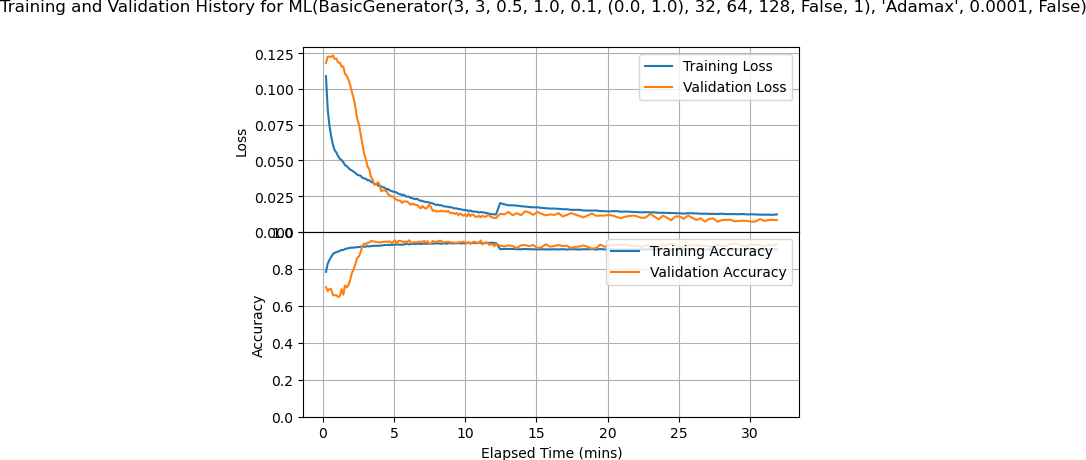 Training and Validation History for ML(BasicGenerator(3, 3, 0.5, 1.0, 0.1, (0.0, 1.0), 32, 64, 128, False, 1), 'Adamax', 0.0001, False)
0.125
0.100
0.075
0.050
0.025
0.000
Loss
Training Loss
Validation Loss
1.0
0.8
0.6
0.4
0.2
0.0
Accuracy
Training Accuracy
Validation Accuracy
0 5 10 15 20 25 30
Elapsed Time (mins)